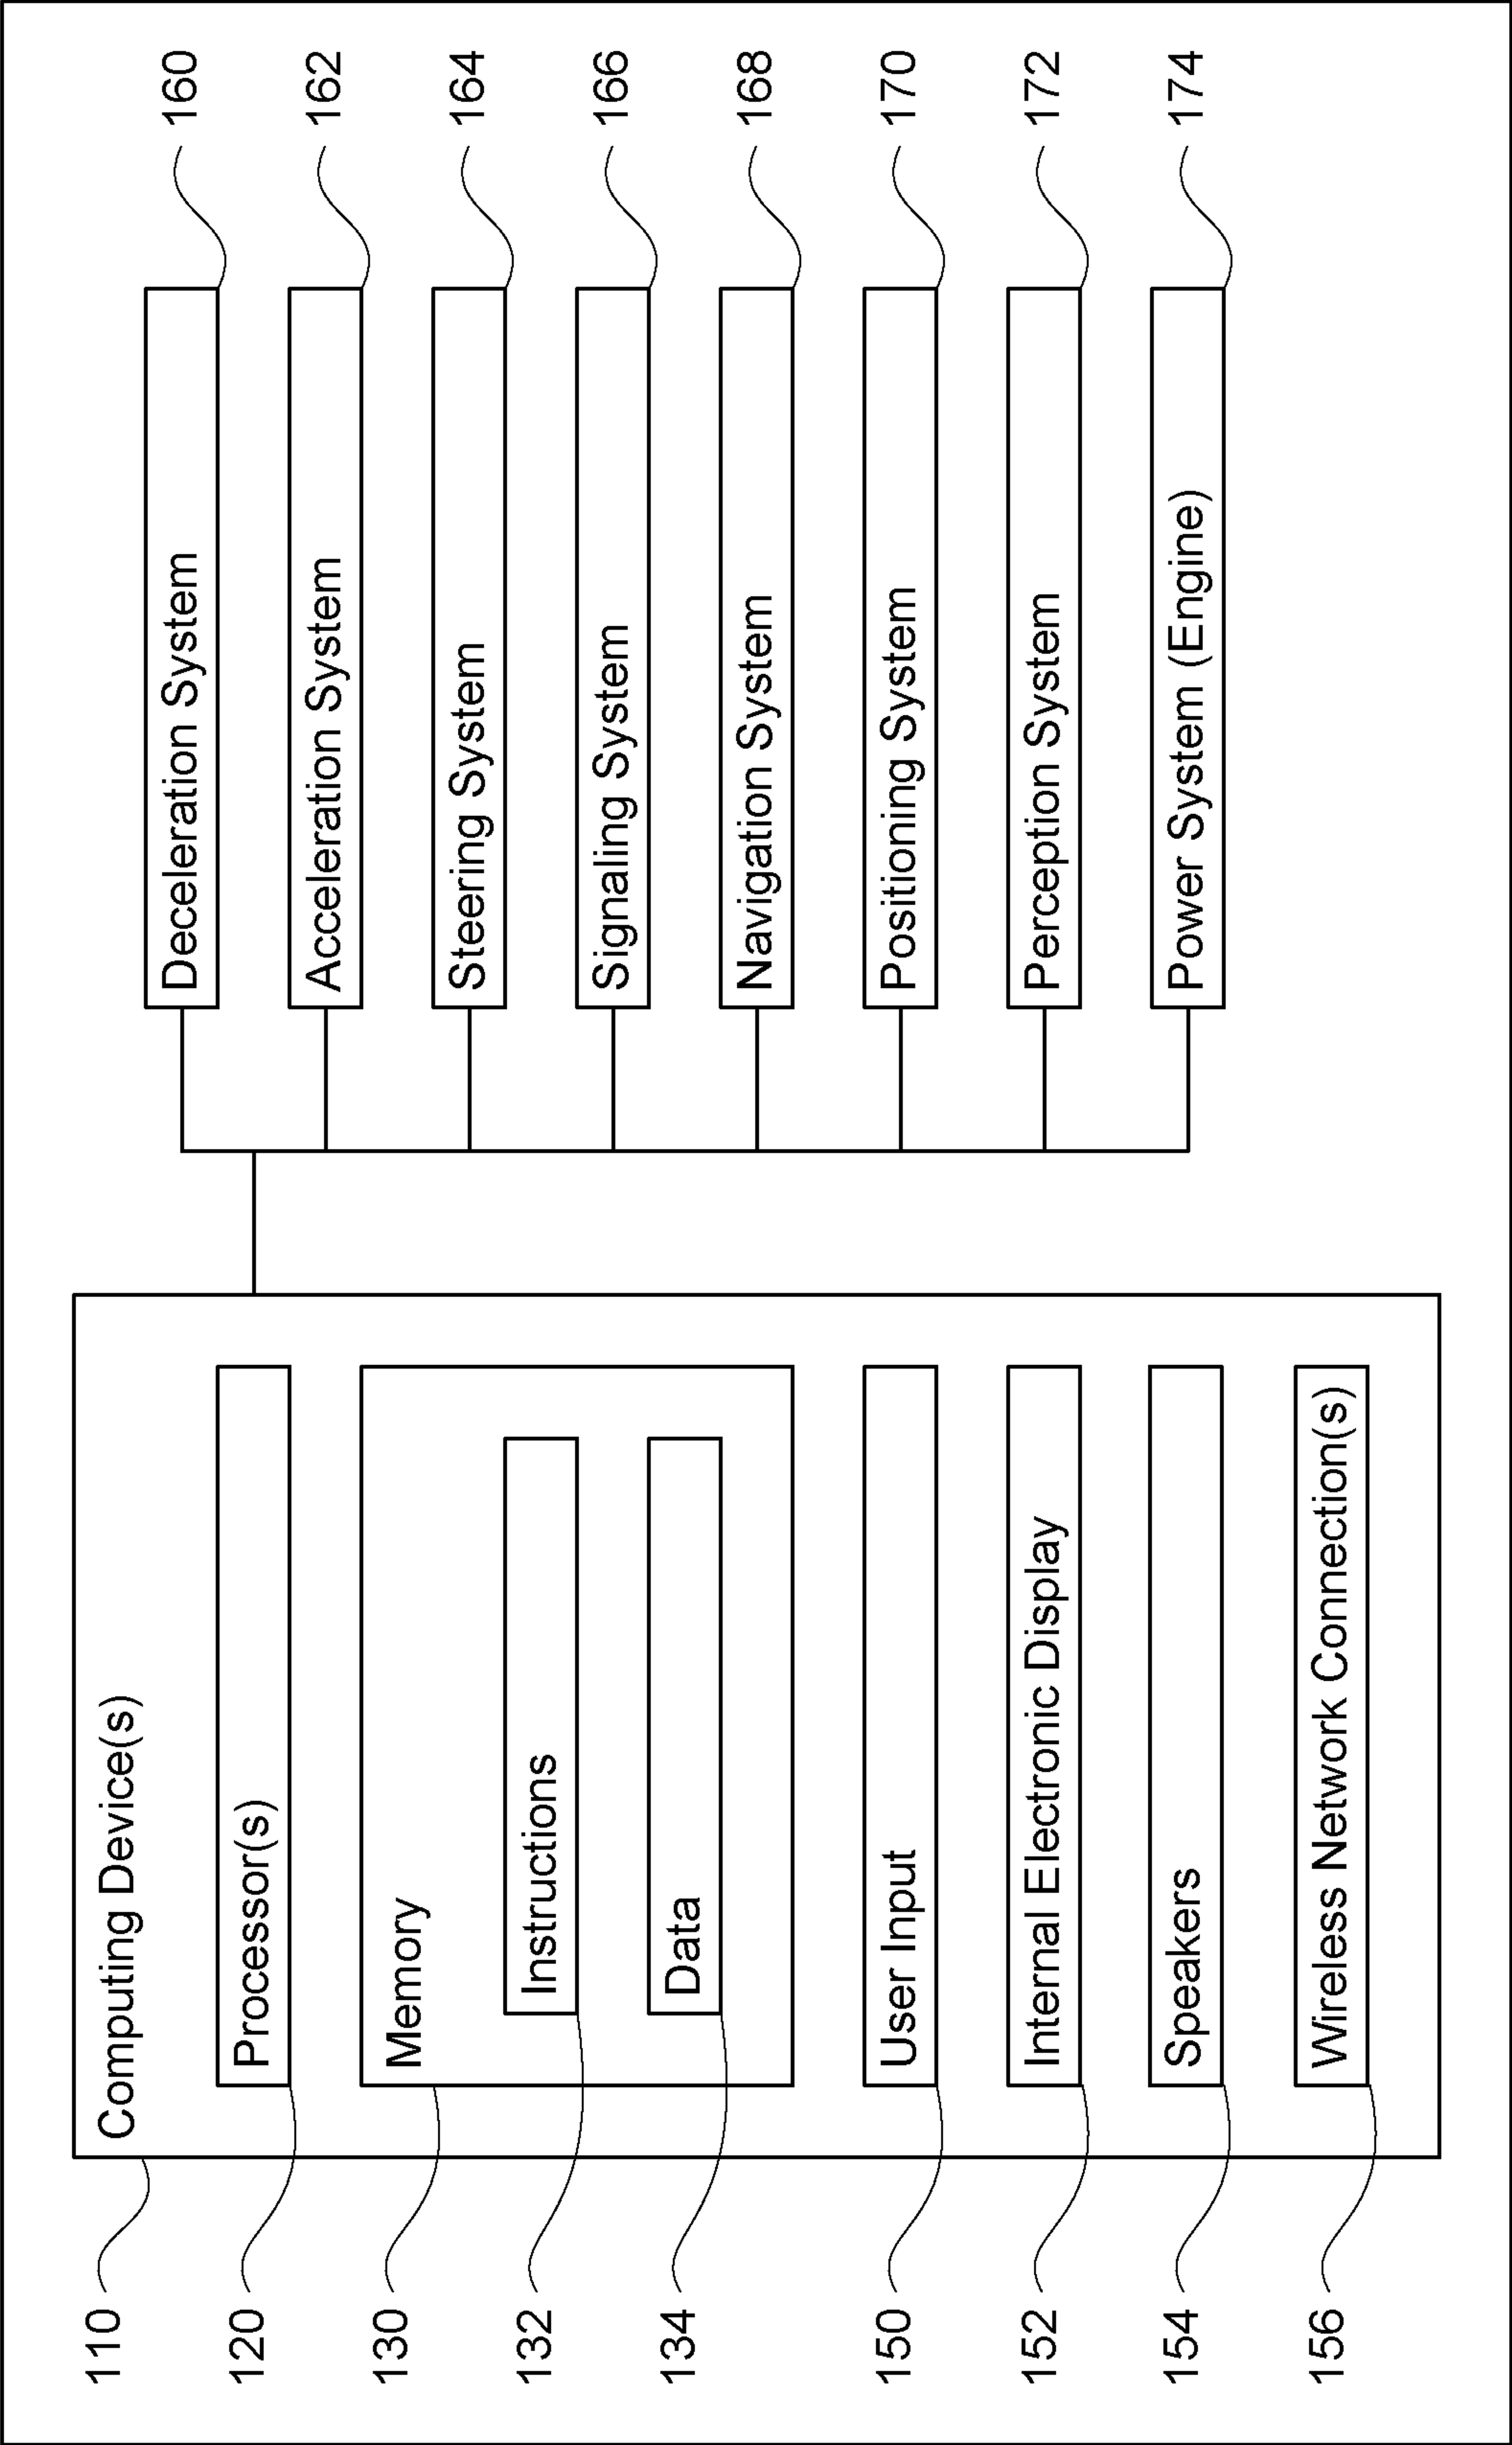 110
Computing Device(s)
120
Processor(s)
130
Memory
132
Instructions
134
Data
150
User Input
152
Internal Electronic Display
154
Speakers
156
Wireless Network Connection(s)
Deceleration System
160
Acceleration System
162
Steering System
164
Signaling System
166
Navigation System
168
Positioning System
170
Perception System
172
Power System (Engine)
174